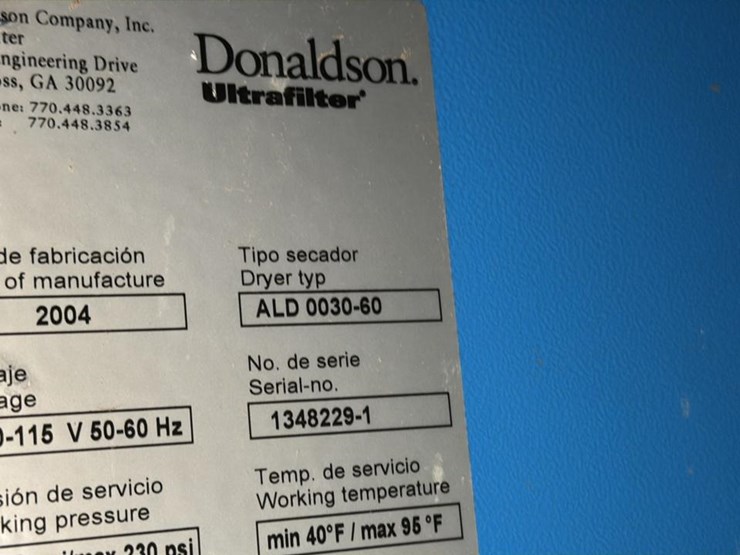 son Company, Inc.
ter
ngineering Drive
ss, GA 30092
ne: 770.448.3363
770.448.3854
Donaldson.
Ultrafilter
de fabricación
of manufacture
2004
Tipo secador
Dryer typ
ALD 0030-60
aje
age
-115 V 50-60 Hz
No. de serie
Serial-no.
1348229-1
sión de servicio
king pressure
230 psi
Temp. de servicio
Working temperature
min 40°F / max 95 °F